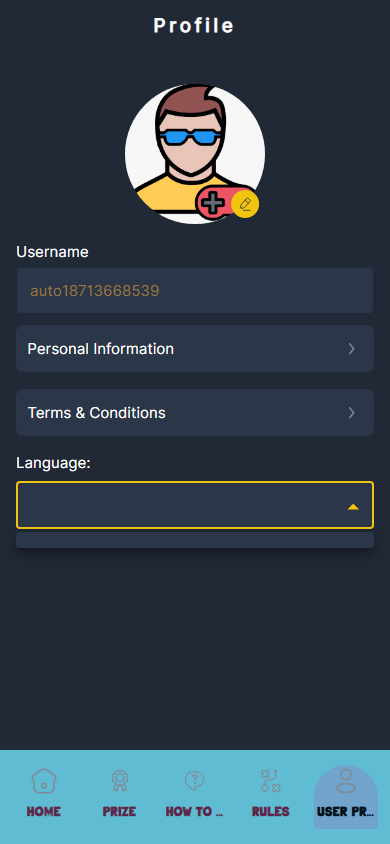 Profile
Username
auto18713668539
Personal Information
Terms & Conditions
Language:
HOME
PRIZE
HOW TO ...
RULES
USER PR...